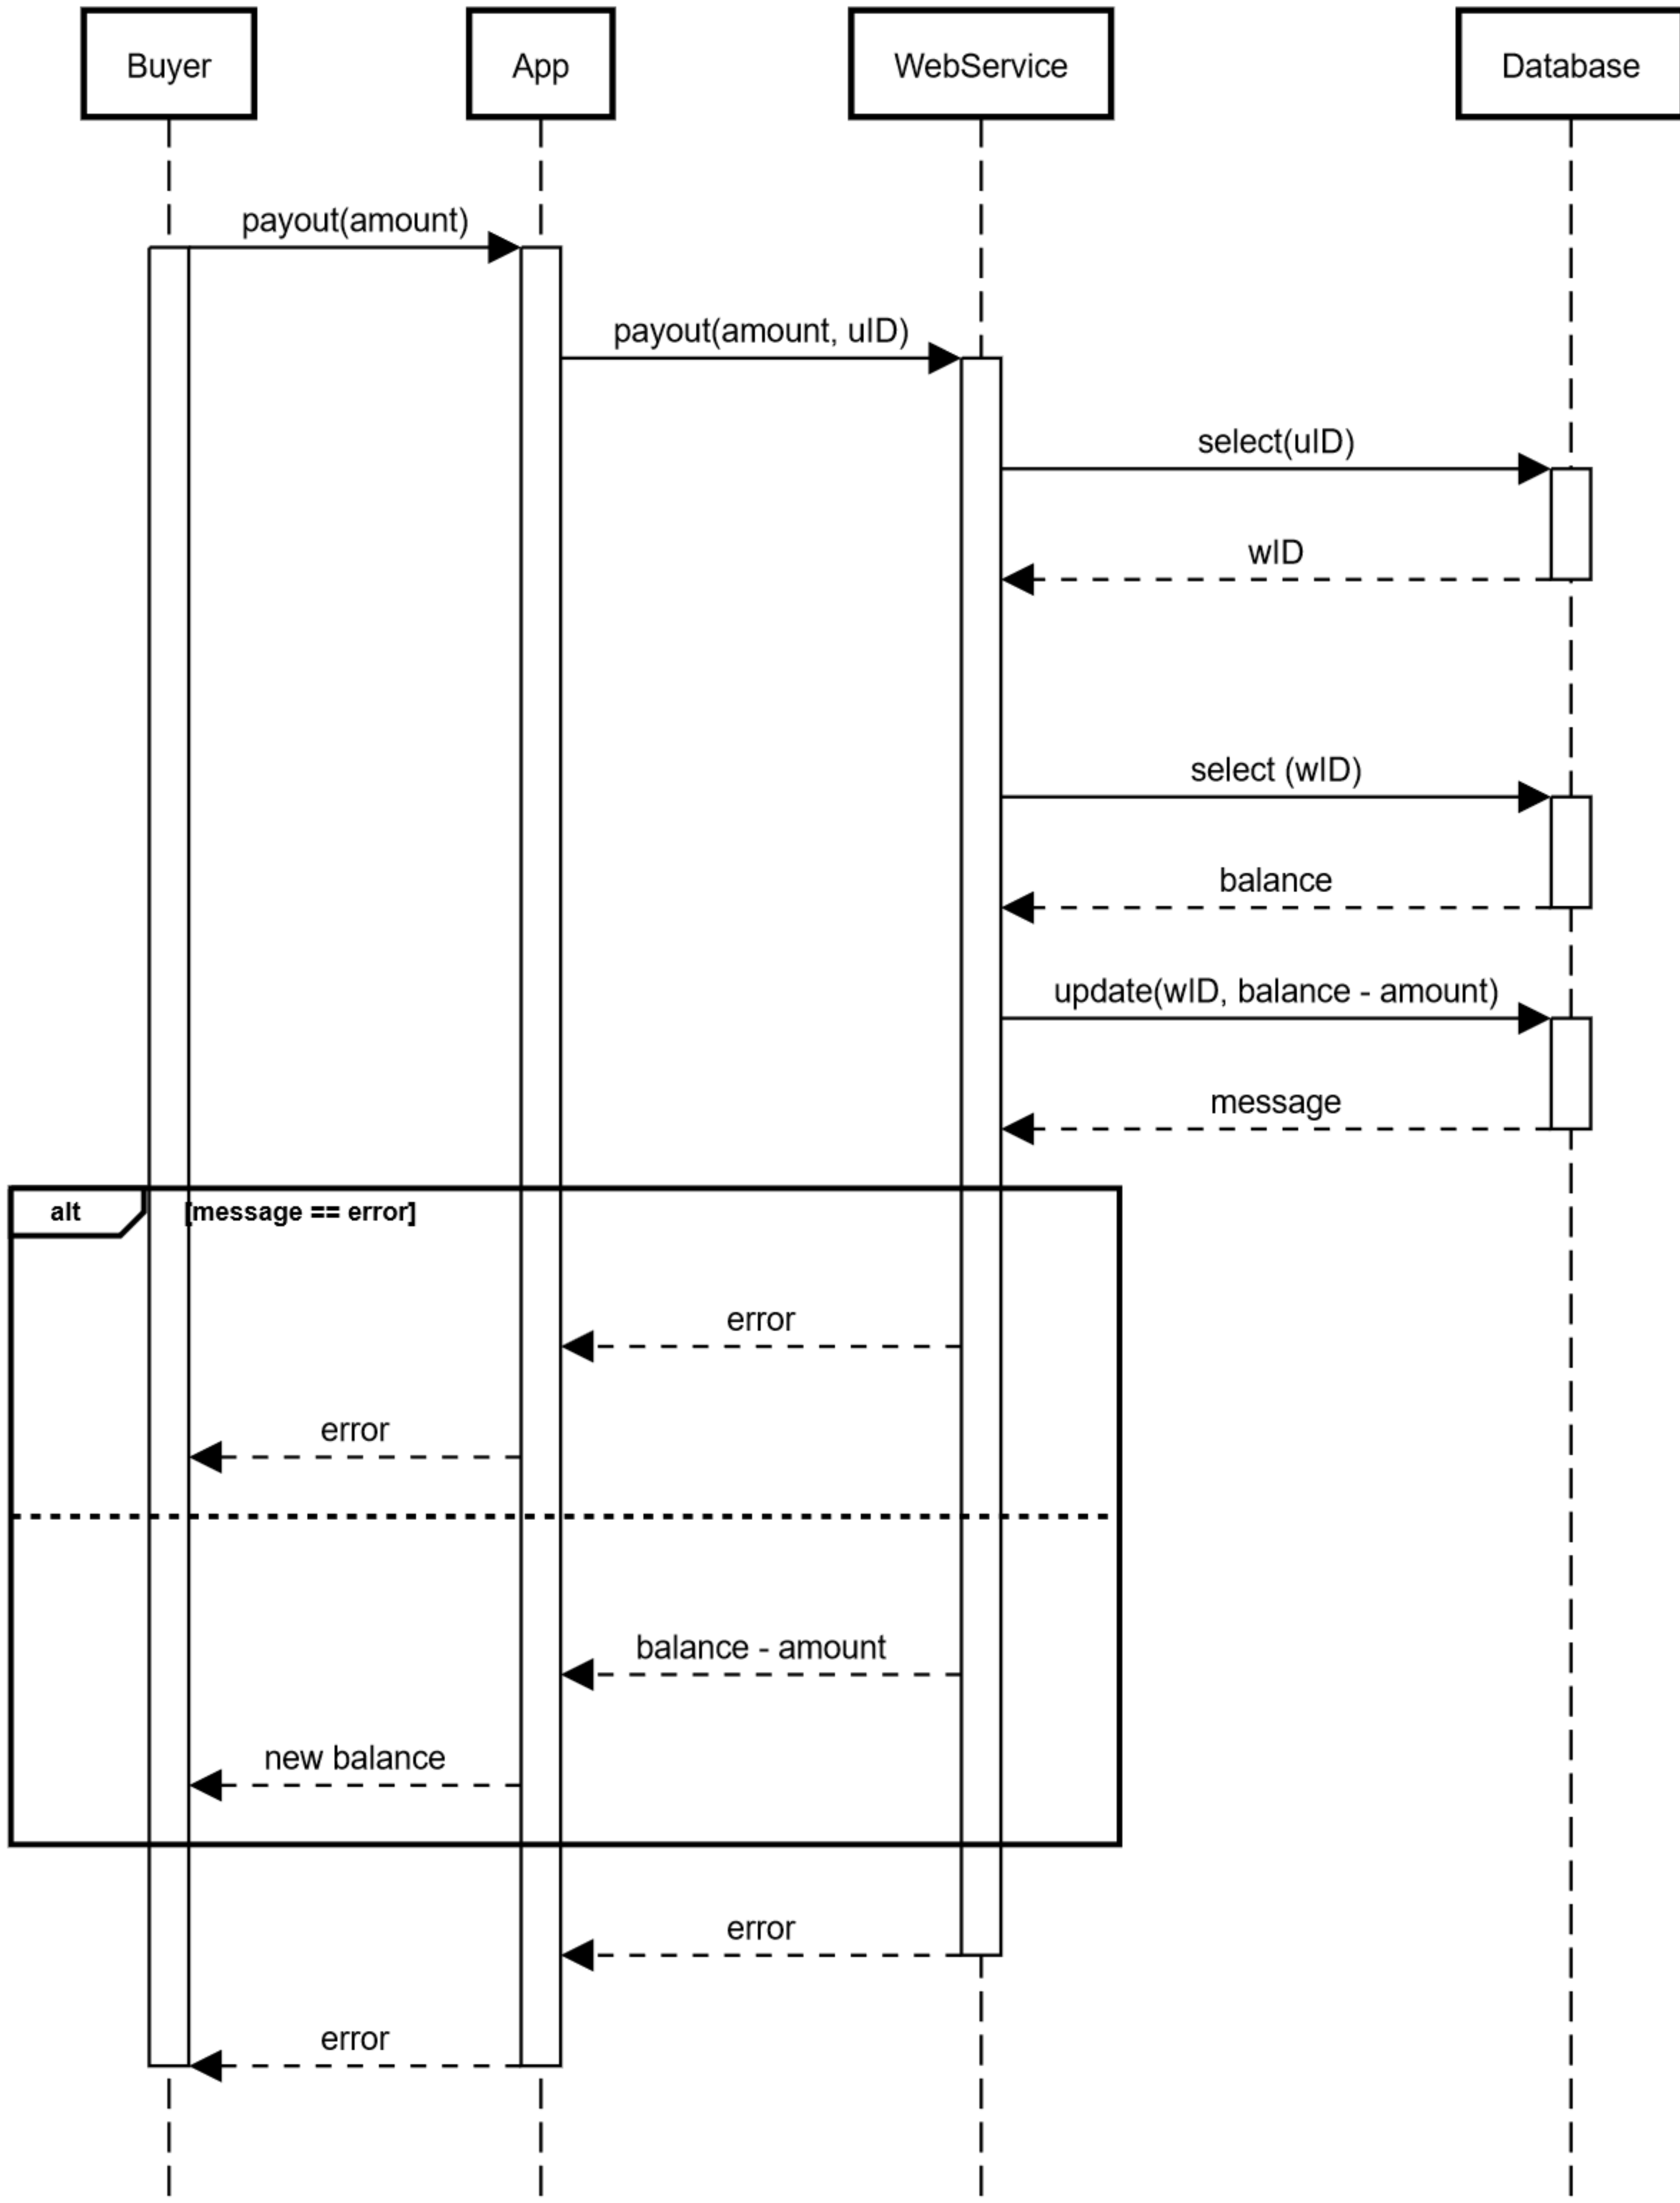 Buyer
App
WebService
Database
payout(amount)
payout(amount, uID)
select(uID)
wID
select (wID)
balance
update(wID, balance - amount)
message
alt
[message == error]
error
error
balance - amount
new balance
error
error